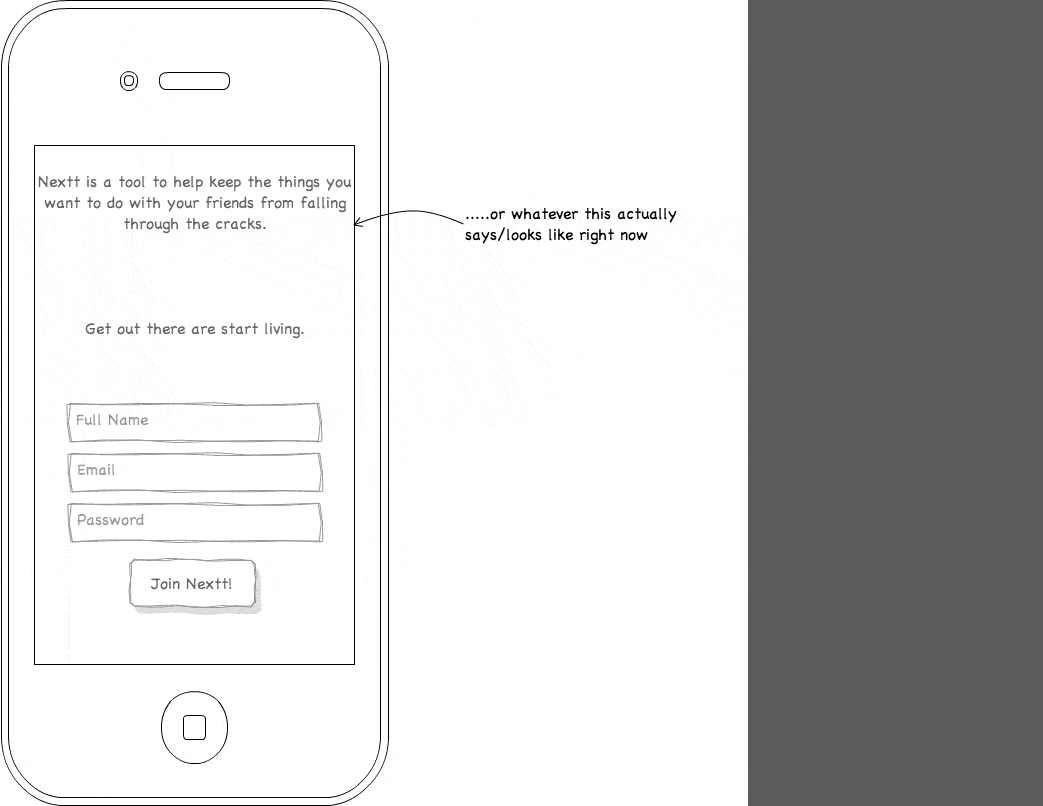 Nextt is a tool to help keep the things you
want to do with your friends from falling
through the cracks.
.....or whatever this actually
says/looks like right now
Get out there are start living.
Full Name
Email
Password
Join Nextt!